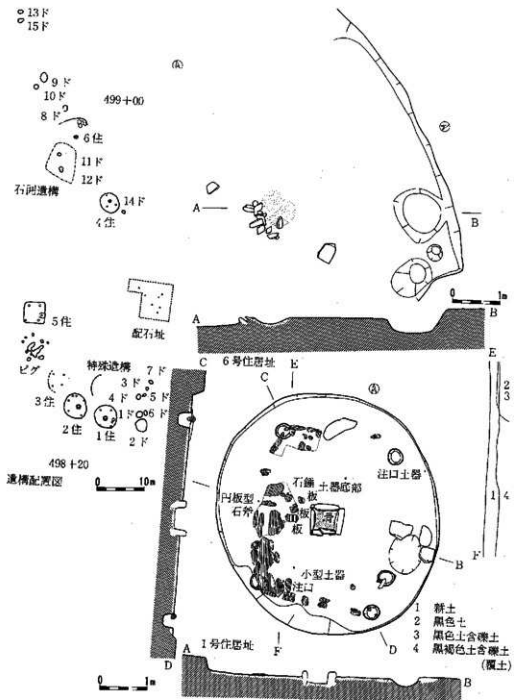 13ド
15ド
9ド
10ド
8ド
499+00
6住
11ド
12ド
14ド
4住
5住
配石址
ピグ
特殊遺構
7ド
3ド
4ド
5ド
3住
2住
1住
1ド
6ド
2ド
498+20
遺構配置図
0 10m
A
B
0 1m
A
B
6号住居址
C
E
A
石鏃
土器底部
注口土器
円板型
石斧
板
板
板
小型土器
注口
B
F
D
1号住居址
D
A
B
0 1m
E
2
3
1
4
F
1 耕土
2 黒色土
3 黒色土含礫土
4 黒褐色土含礫土
(覆土)